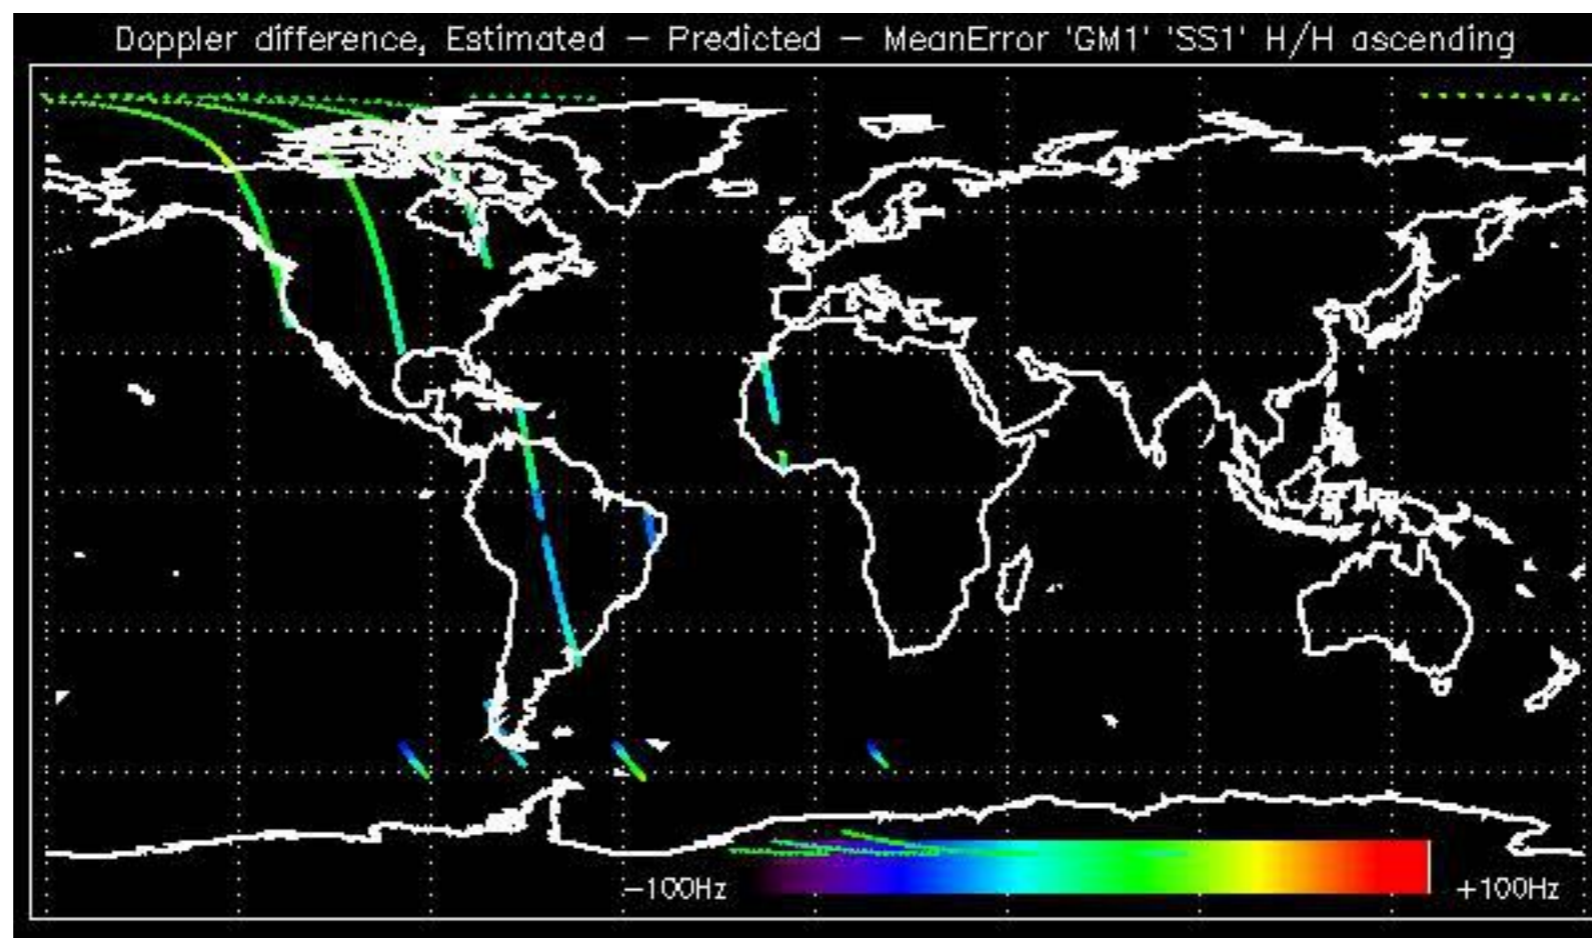 Doppler difference, Estimated – Predicted – MeanError 'GM1' 'SS1' H/H ascending
–100Hz
+100Hz